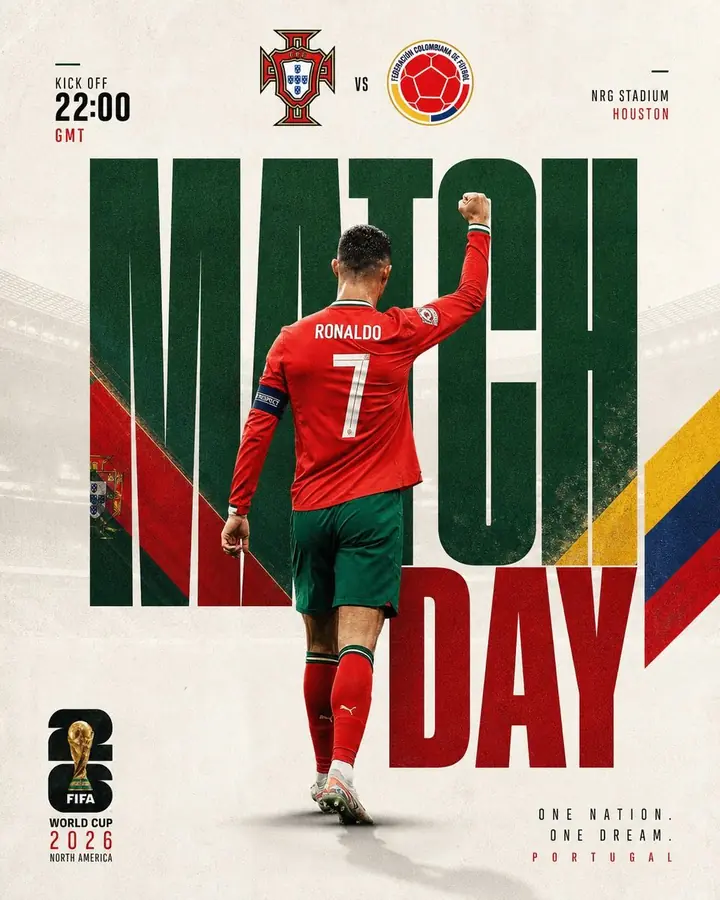 KICK OFF
22:00
GMT
VS
FEDERACIÓN COLOMBIANA DE FÚTBOL
NRG STADIUM
HOUSTON
MATCH
DAY
RONALDO
7
RESPECT
26
FIFA
WORLD CUP
2026
NORTH AMERICA
ONE NATION.
ONE DREAM.
PORTUGAL